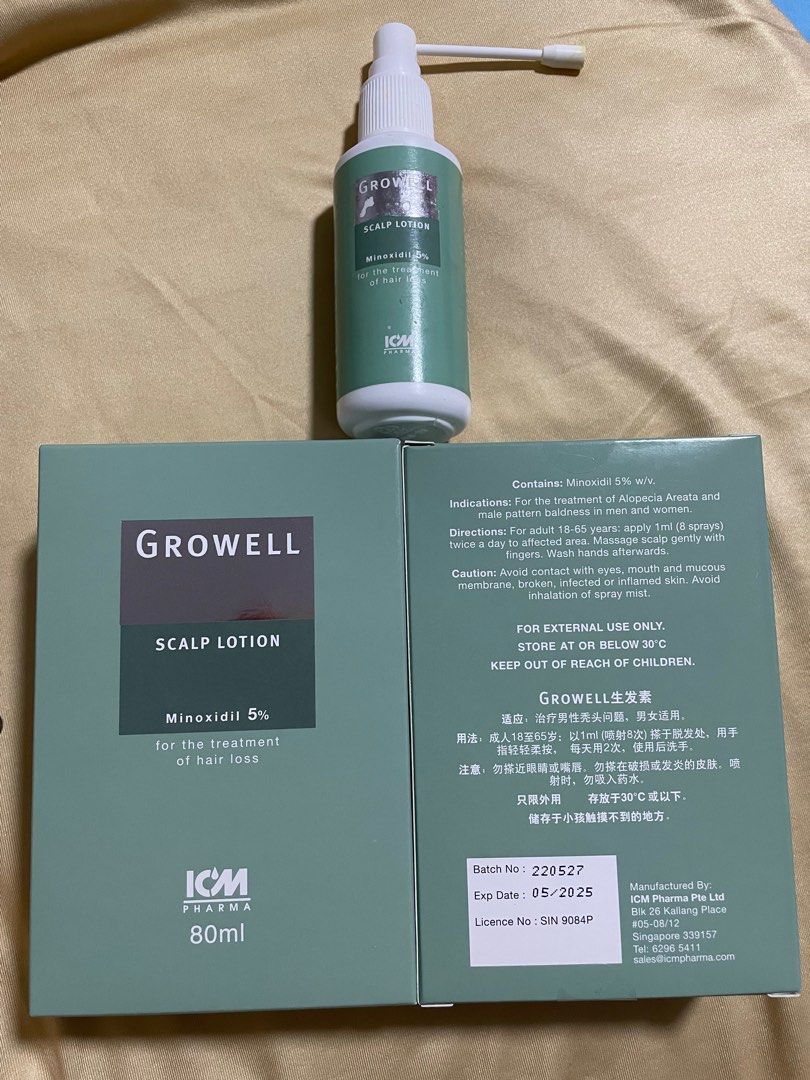 GROWELL
SCALP LOTION
Minoxidil 5%
for the treatment
of hair loss
ICM
PHARMA
GROWELL
SCALP LOTION
Minoxidil 5%
for the treatment
of hair loss
ICM
PHARMA
80ml
Contains: Minoxidil 5% w/v.
Indications: For the treatment of Alopecia Areata and
male pattern baldness in men and women.
Directions: For adult 18-65 years: apply 1ml (8 sprays)
twice a day to affected area. Massage scalp gently with
fingers. Wash hands afterwards.
Caution: Avoid contact with eyes, mouth and mucous
membrane, broken, infected or inflamed skin. Avoid
inhalation of spray mist.
FOR EXTERNAL USE ONLY.
STORE AT OR BELOW 30°C
KEEP OUT OF REACH OF CHILDREN.
GROWELL生发素
适应：治疗男性秃头问题，男女适用。
用法：成人18至65岁；以1ml (喷射8次) 搽于脱发处，用手
指轻轻柔按， 每天用2次，使用后洗手。
注意：勿搽近眼睛或嘴唇。勿搽在破损或发炎的皮肤。喷
射时，勿吸入药水。
只限外用 存放于30°C 或以下。
储存于小孩触摸不到的地方。
Batch No : 220527
Exp Date : 05/2025
Licence No : SIN 9084P
Manufactured By:
ICM Pharma Pte Ltd
Blk 26 Kallang Place
#05-08/12
Singapore 339157
Tel: 6296 5411
sales@icmpharma.com